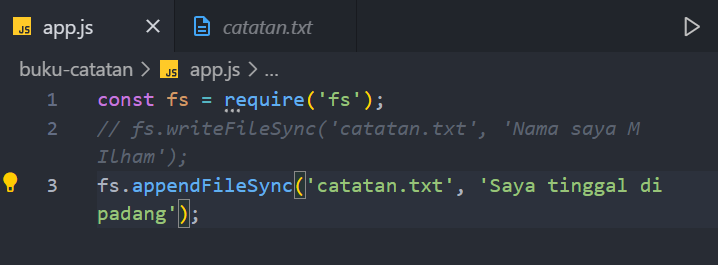 JS app.js × catatan.txt
buku-catatan > JS app.js > ...
1 const fs = require('fs');
2 // fs.writeFileSync('catatan.txt', 'Nama saya M
Ilham');
3 fs.appendFileSync('catatan.txt', 'Saya tinggal di
padang');